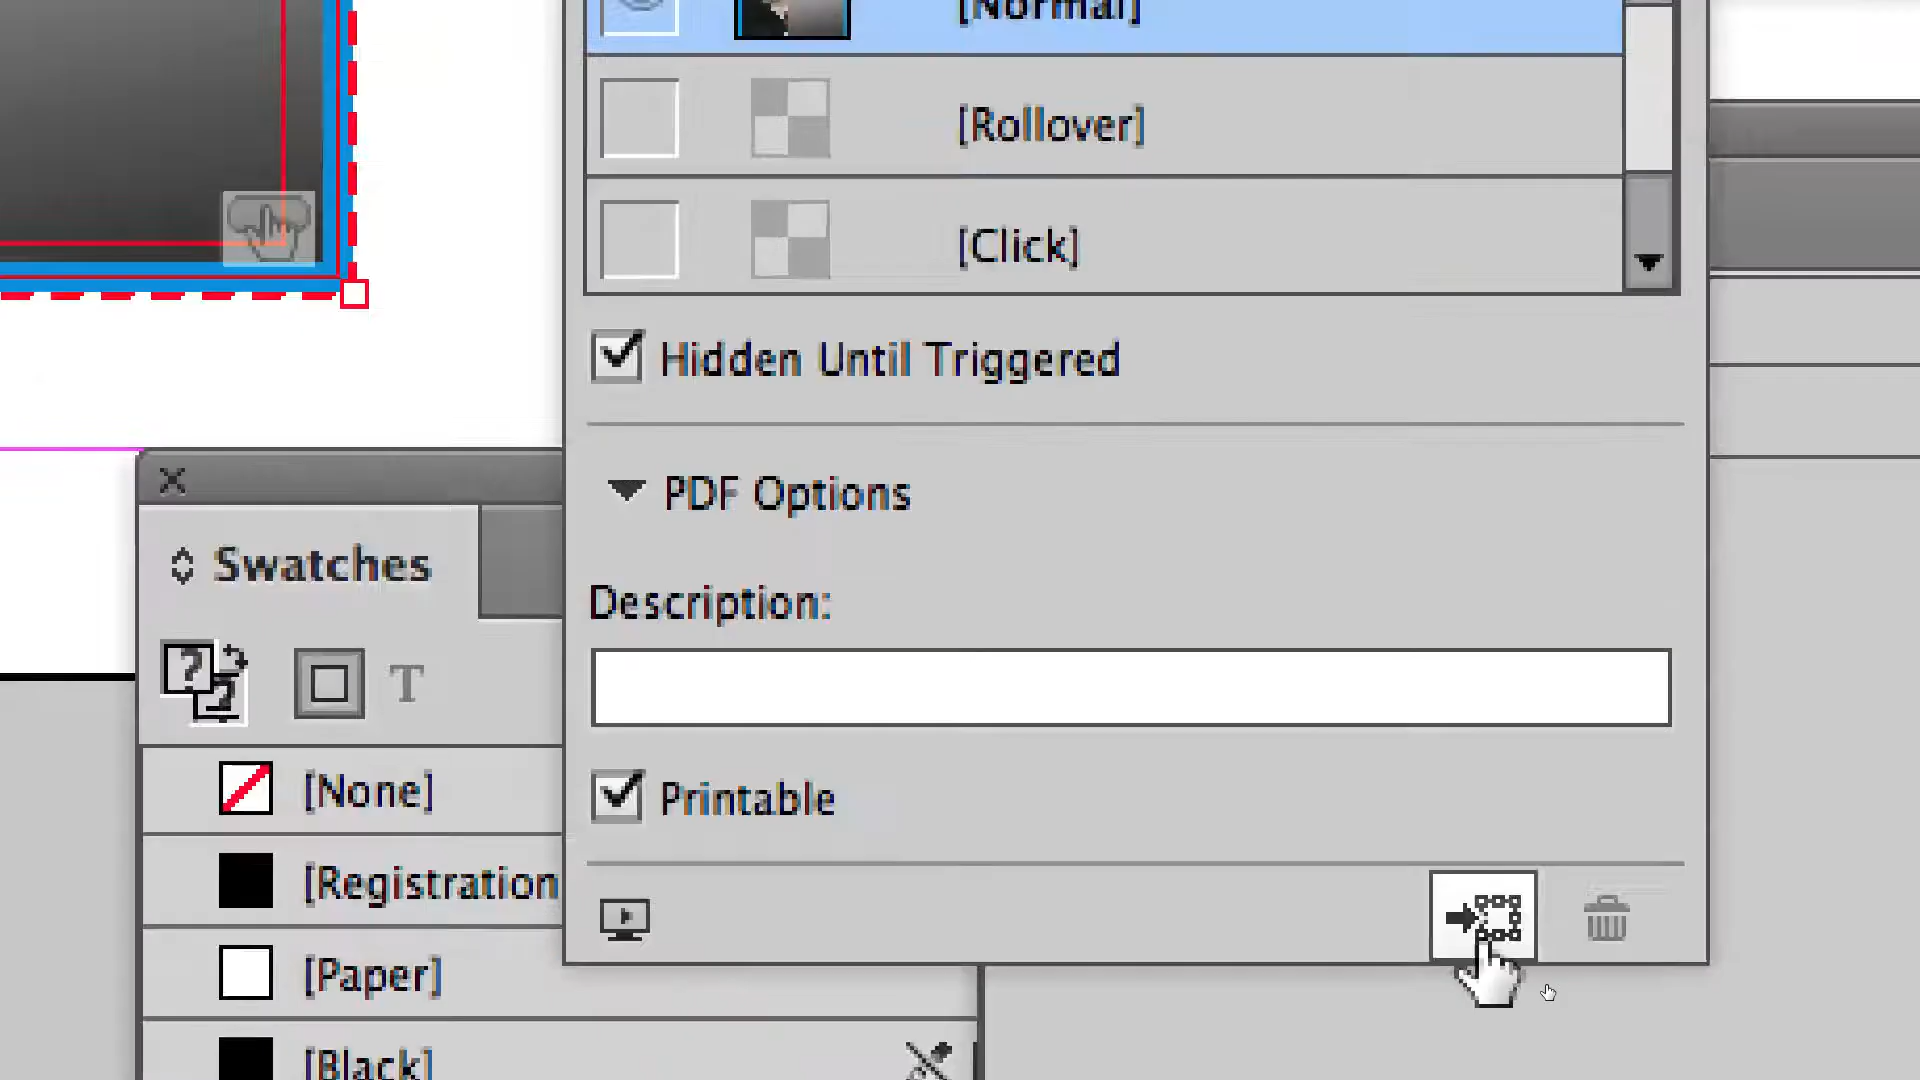 [Normal]
[Rollover]
[Click]
Hidden Until Triggered
PDF Options
Swatches
Description:
T
[None]
Printable
[Registration
[Paper]
[Black]